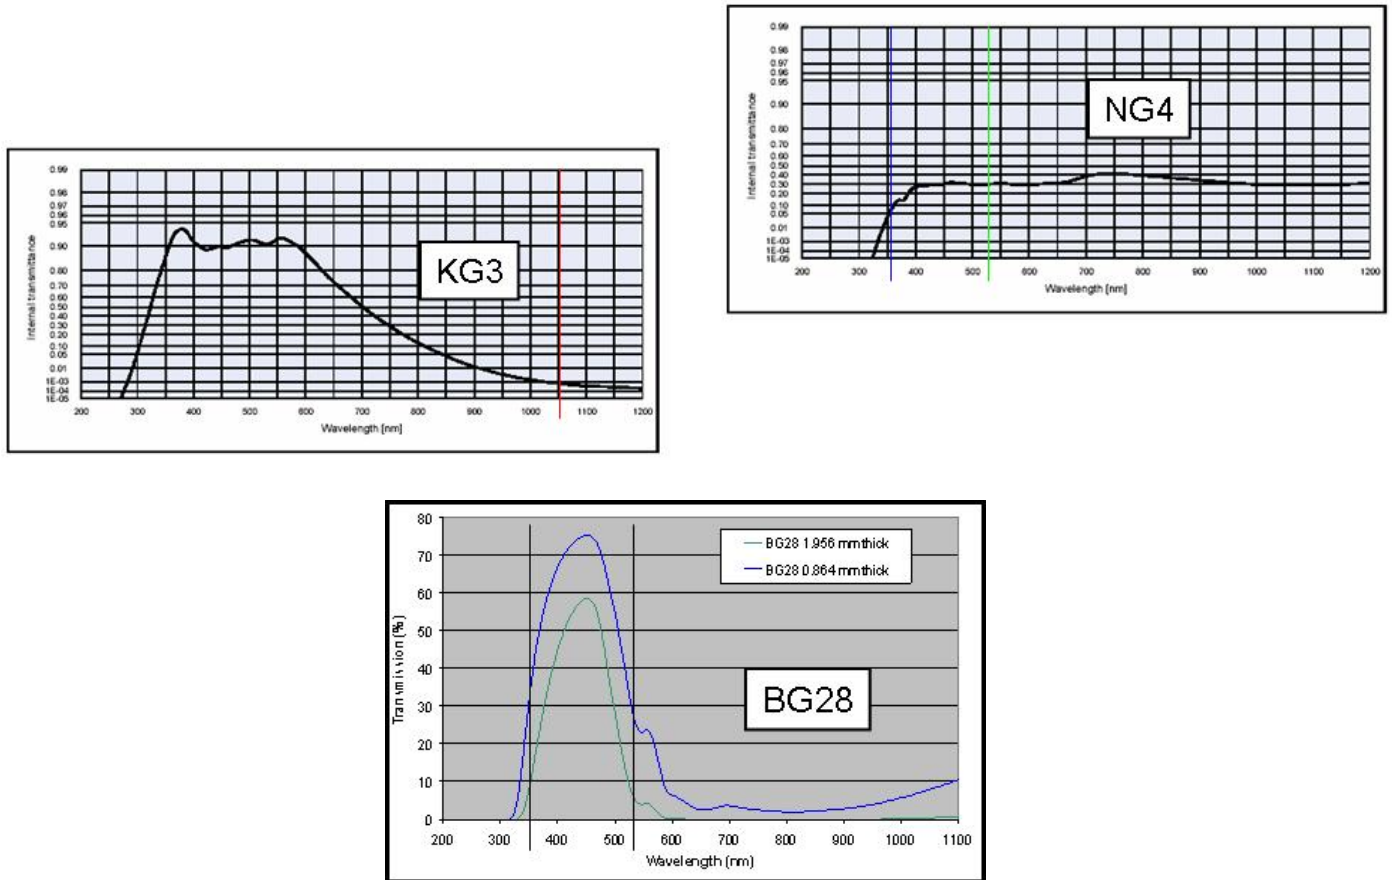 0.99
0.98
0.97
0.96
0.95
0.90
0.80
0.70
0.60
0.50
0.40
0.30
0.20
0.10
0.05
0.01
1E-03
1E-04
1E-05
Internal transmittance
NG4
200 300 400 500 600 700 800 900 1000 1100 1200
Wavelength [nm]
0.99
0.98
0.97
0.96
0.95
0.90
0.80
0.70
0.60
0.50
0.40
0.30
0.20
0.10
0.05
0.01
1E-03
1E-04
1E-05
Internal transmittance
KG3
200 300 400 500 600 700 800 900 1000 1100 1200
Wavelength [nm]
80
70
60
50
40
30
20
10
0
Transmission (%)
BG28 1.956 mm thick
BG28 0.864 mm thick
BG28
200 300 400 500 600 700 800 900 1000 1100
Wavelength (nm)